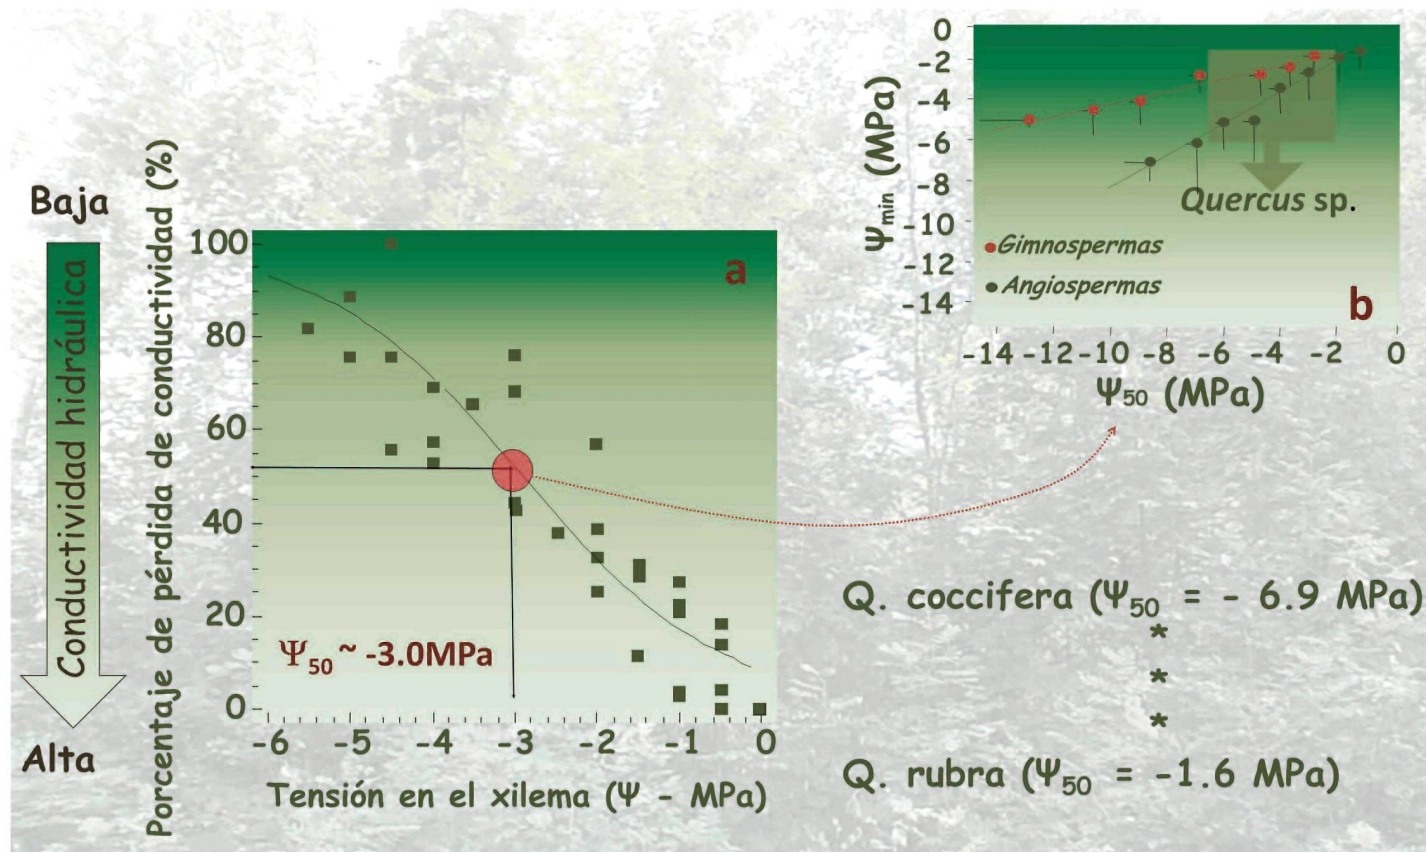 Baja
Conductividad hidráulica
Alta
Porcentaje de pérdida de conductividad (%)
100
80
60
40
20
0
a
Ψ50 ~ -3.0MPa
-6 -5 -4 -3 -2 -1 0
Tensión en el xilema (Ψ - MPa)
Ψmin (MPa)
0
-2
-4
-6
-8
-10
-12
-14
Quercus sp.
Gimnospermas
Angiospermas
b
-14 -12 -10 -8 -6 -4 -2 0
Ψ50 (MPa)
Q. coccifera (Ψ50 = - 6.9 MPa)
*
*
*
Q. rubra (Ψ50 = -1.6 MPa)